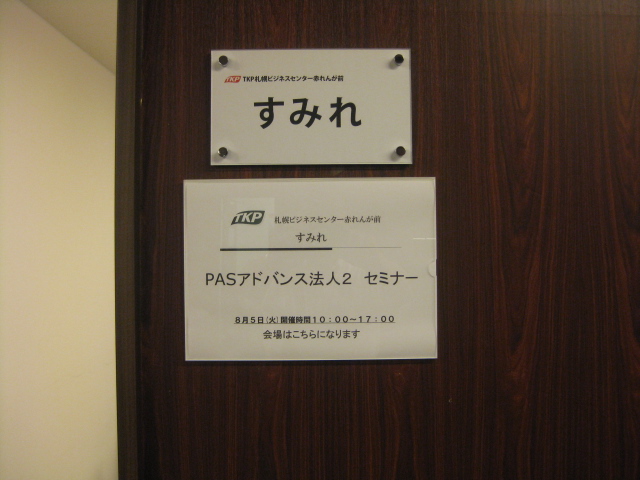 TKP TKP札幌ビジネスセンター赤れんが前
すみれ
TKP 札幌ビジネスセンター赤れんが前
すみれ
PASアドバンス法人2 セミナー
8月5日(火)開催時間10:00～17:00
会場はこちらになります